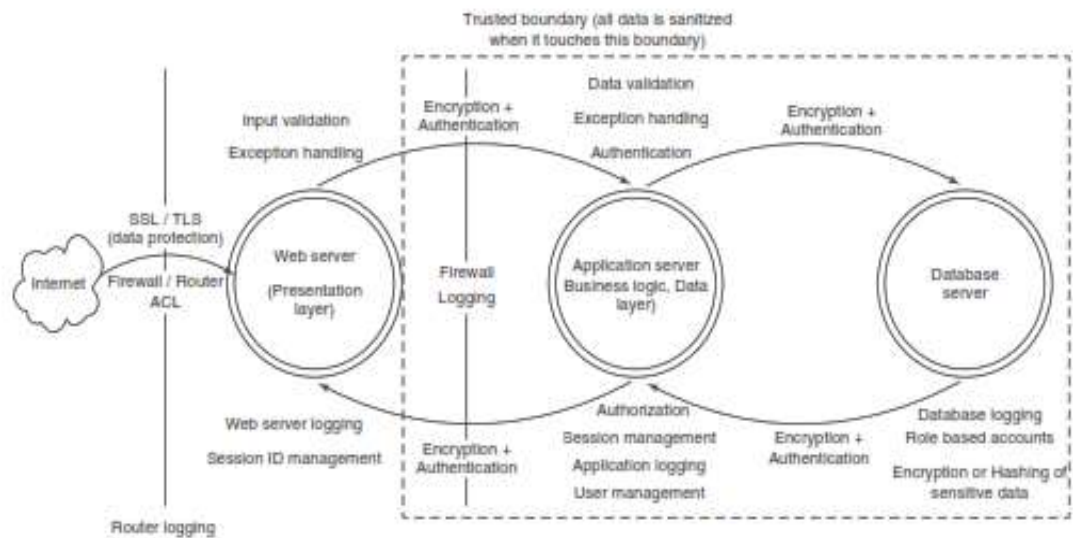 Trusted boundary (all data is sanitized
when it touches this boundary)
Input validation
Exception handling
Encryption +
Authentication
Data validation
Exception handling
Authentication
Encryption +
Authentication
SSL / TLS
(data protection)
Internet
Firewall / Router
ACL
Web server
(Presentation
layer)
Firewall
Logging
Application server
Business logic, Data
layer)
Database
server
Web server logging
Session ID management
Encryption +
Authentication
Authorization
Session management
Application logging
User management
Encryption +
Authentication
Database logging
Role based accounts
Encryption or Hashing of
sensitive data
Router logging